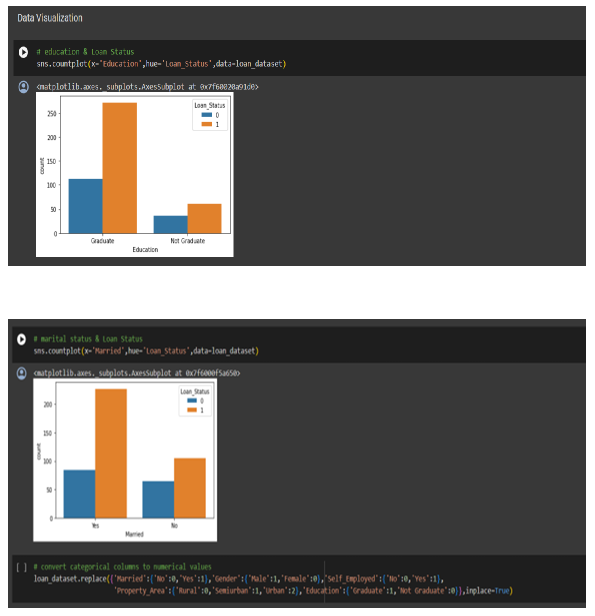 Data Visualization
# education & Loan Status
sns.countplot(x='Education',hue='Loan_Status',data=loan_dataset)
<matplotlib.axes._subplots.AxesSubplot at 0x7f60020a91d0>
Loan_Status
0
1
250
200
150
100
50
0
count
Graduate
Not Graduate
Education
# marital status & Loan Status
sns.countplot(x='Married',hue='Loan_Status',data=loan_dataset)
<matplotlib.axes._subplots.AxesSubplot at 0x7f6000f5a650>
Loan_Status
0
1
200
150
100
50
0
count
Yes
No
Married
[ ] # convert categorical columns to numerical values
loan_dataset.replace({'Married':{'No':0,'Yes':1},'Gender':{'Male':1,'Female':0},'Self_Employed':{'No':0,'Yes':1},
'Property_Area':{'Rural':0,'Semiurban':1,'Urban':2},'Education':{'Graduate':1,'Not Graduate':0}},inplace=True)